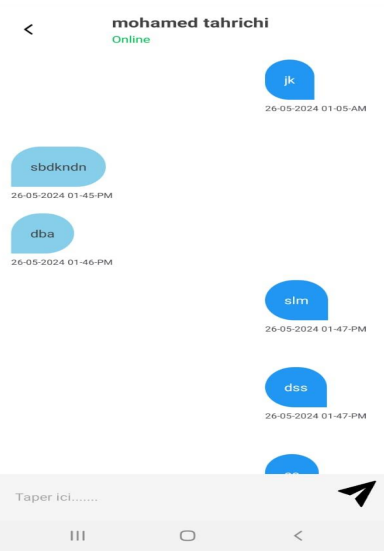 mohamed tahrichi
Online
jk
26-05-2024 01-05-AM
sbdkndn
26-05-2024 01-45-PM
dba
26-05-2024 01-46-PM
slm
26-05-2024 01-47-PM
dss
26-05-2024 01-47-PM
Taper ici.......